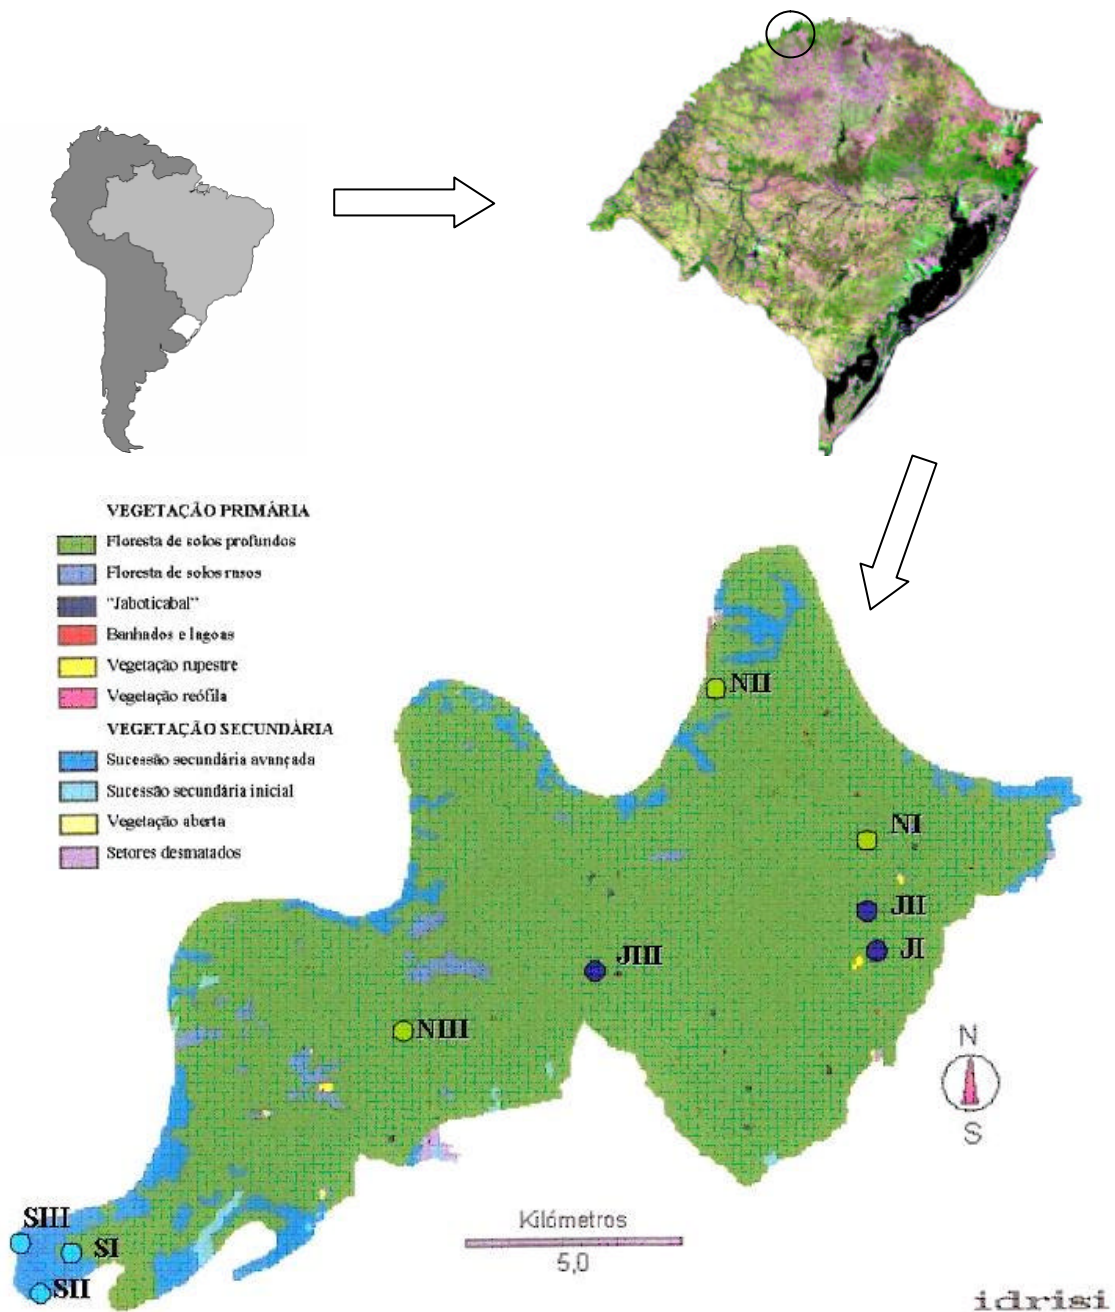 VEGETAÇÃO PRIMÁRIA
Floresta de solos profundos
Floresta de solos rasos
"Jaboticabal"
Banhados e lagoas
Vegetação rupestre
Vegetação reófila
VEGETAÇÃO SECUNDÁRIA
Sucessão secundária avançada
Sucessão secundária inicial
Vegetação aberta
Setores desmatados
NII
NI
JII
JI
JIII
NIII
N
S
SIII
SI
SII
Kilómetros
5,0
idrisi